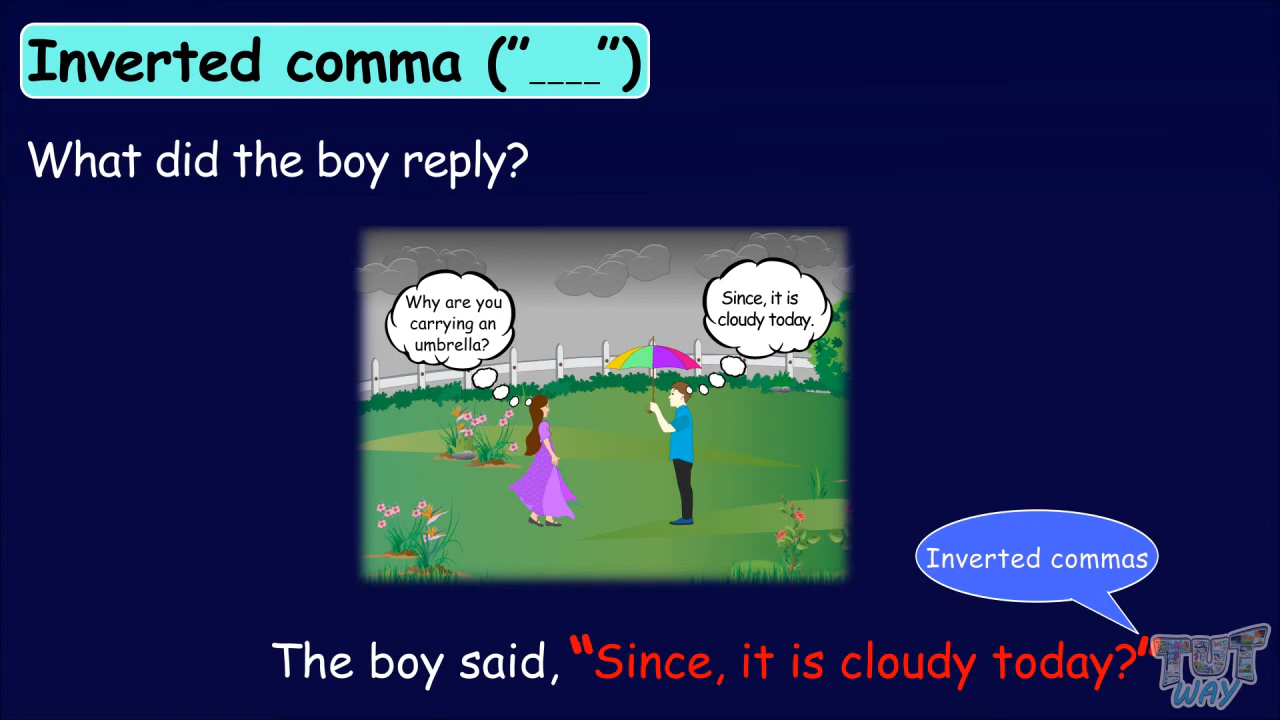 Inverted comma (”____”)
What did the boy reply?
Why are you
carrying an
umbrella?
Since, it is
cloudy today.
Inverted commas
The boy said, “Since, it is cloudy today?“
TUT
WAY